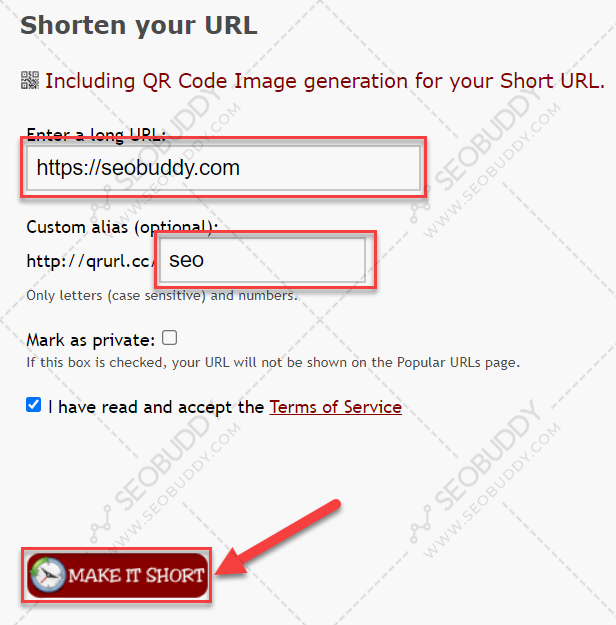 Shorten your URL
Including QR Code Image generation for your Short URL.
Enter a long URL:
https://seobuddy.com
Custom alias (optional):
http://qrurl.cc/ seo
Only letters (case sensitive) and numbers.
Mark as private:
If this box is checked, your URL will not be shown on the Popular URLs page.
I have read and accept the Terms of Service
MAKE IT SHORT
SEOBUDDY
WWW.SEOBUDDY.COM
SEOBUDDY
WWW.SEOBUDDY.COM
SEOBUDDY
WWW.SEOBUDDY.COM
SEOBUDDY
WWW.SEOBUDDY.COM